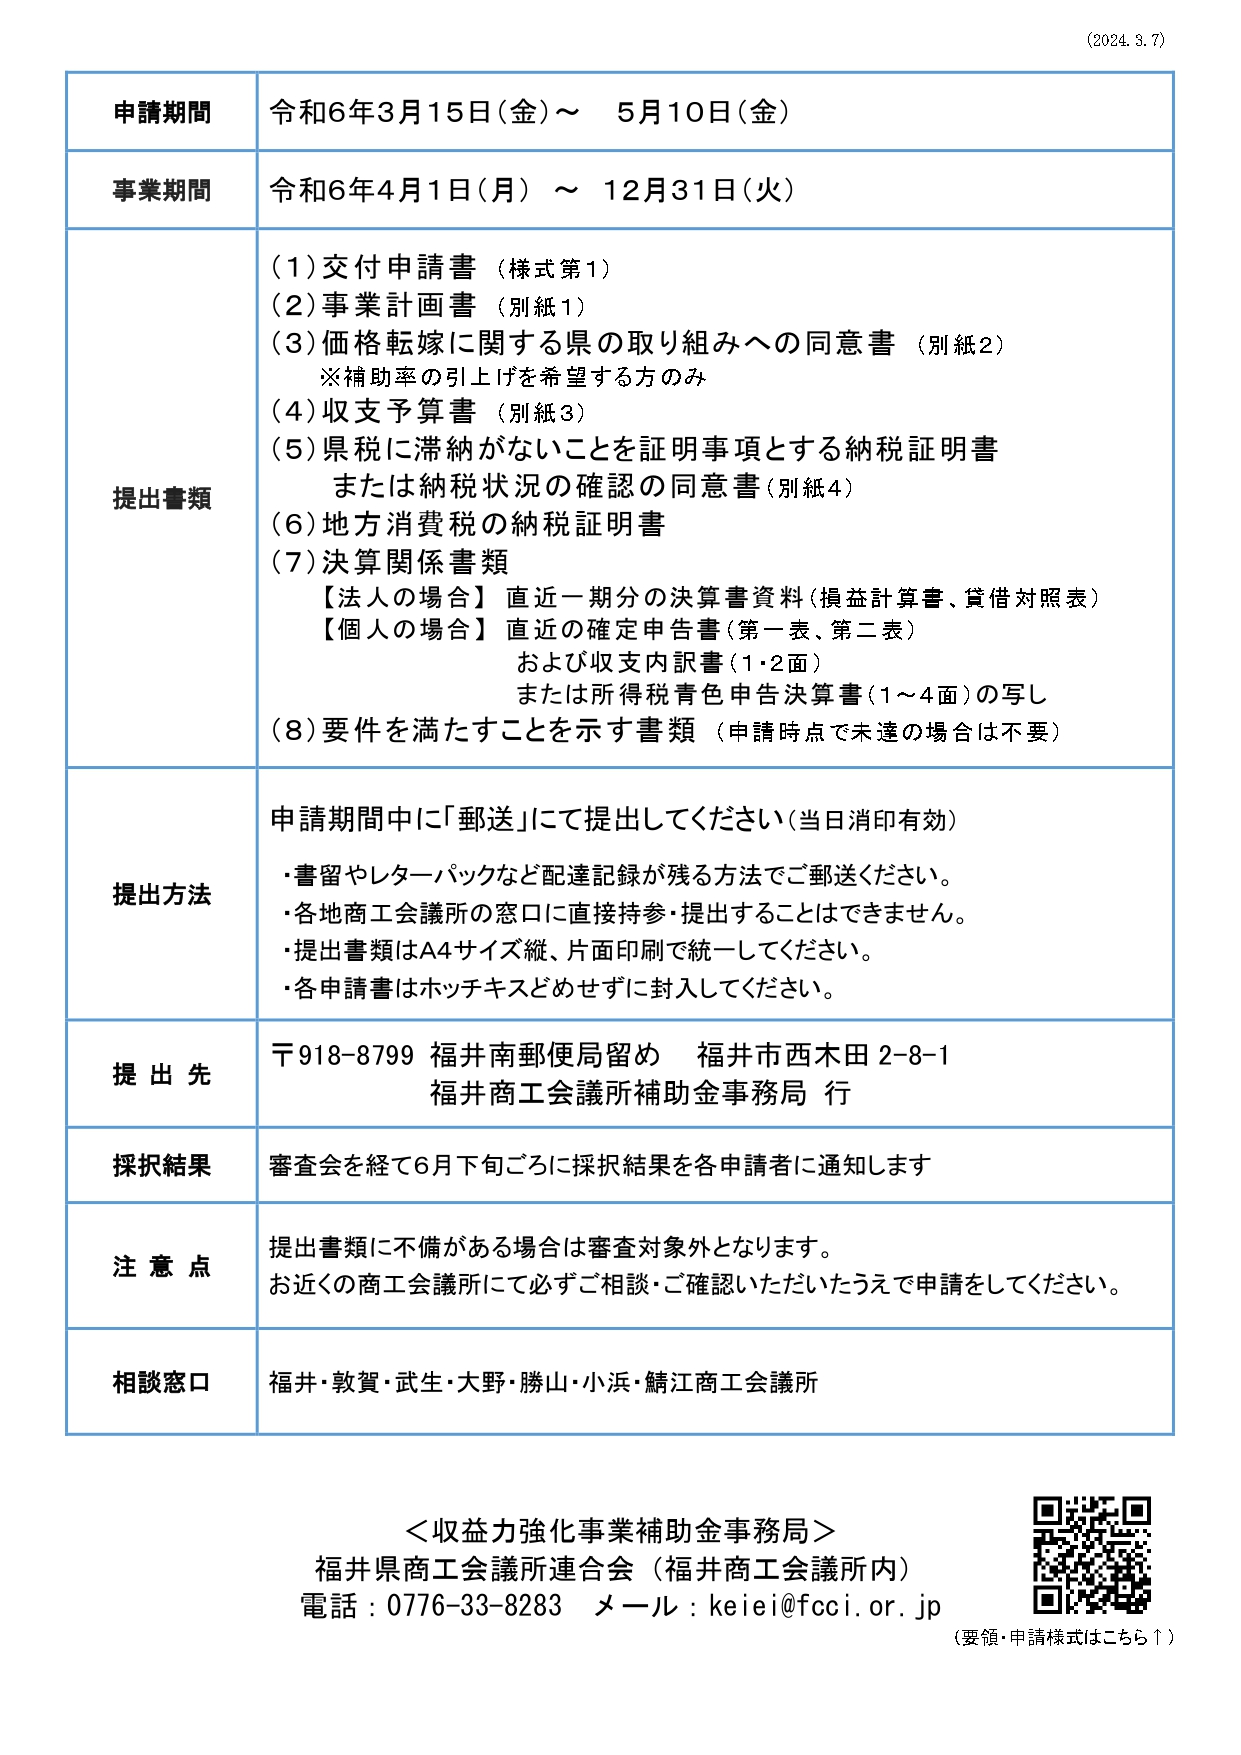 （2024.3.7）
申請期間
令和6年3月15日（金）～　5月10日（金）
事業期間
令和6年4月1日（月） ～ 12月31日（火）
提出書類
（1）交付申請書（様式第1）
（2）事業計画書（別紙1）
（3）価格転嫁に関する県の取り組みへの同意書（別紙2）
※補助率の引上げを希望する方のみ
（4）収支予算書（別紙3）
（5）県税に滞納がないことを証明事項とする納税証明書
または納税状況の確認の同意書（別紙4）
（6）地方消費税の納税証明書
（7）決算関係書類
【法人の場合】 直近一期分の決算書資料（損益計算書、貸借対照表）
【個人の場合】 直近の確定申告書（第一表、第二表）
および収支内訳書（1・2面）
または所得税青色申告決算書（1～4面）の写し
（8）要件を満たすことを示す書類（申請時点で未達の場合は不要）
提出方法
申請期間中に「郵送」にて提出してください（当日消印有効）
・書留やレターパックなど配達記録が残る方法でご郵送ください。
・各地商工会議所の窓口に直接持参・提出することはできません。
・提出書類はA4サイズ縦、片面印刷で統一してください。
・各申請書はホッチキスどめせずに封入してください。
提 出 先
〒918-8799 福井南郵便局留め　福井市西木田 2-8-1
福井商工会議所補助金事務局 行
採択結果
審査会を経て6月下旬ごろに採択結果を各申請者に通知します
注 意 点
提出書類に不備がある場合は審査対象外となります。
お近くの商工会議所にて必ずご相談・ご確認いただいたうえで申請をしてください。
相談窓口
福井・敦賀・武生・大野・勝山・小浜・鯖江商工会議所
＜収益力強化事業補助金事務局＞
福井県商工会議所連合会（福井商工会議所内）
電話：0776-33-8283　メール：keiei@fcci.or.jp
（要領・申請様式はこちら↑）